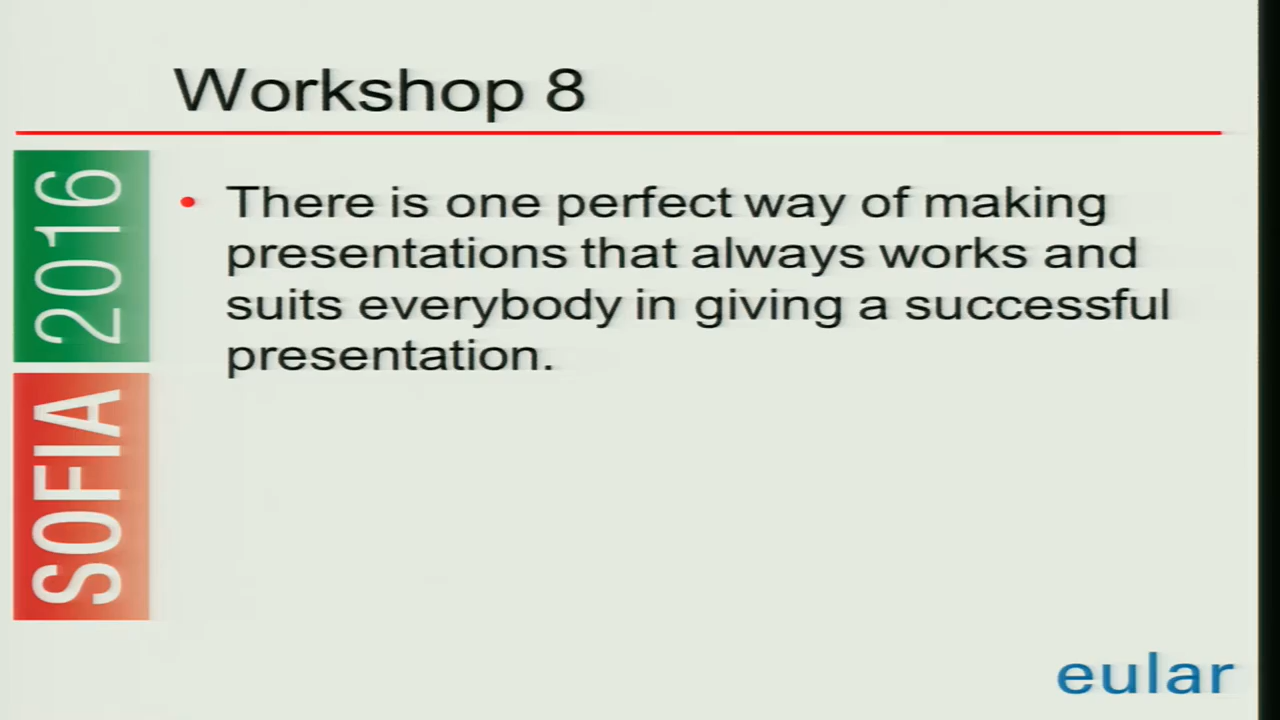 Workshop 8
• There is one perfect way of making
presentations that always works and
suits everybody in giving a successful
presentation.
SOFIA 2016
eular